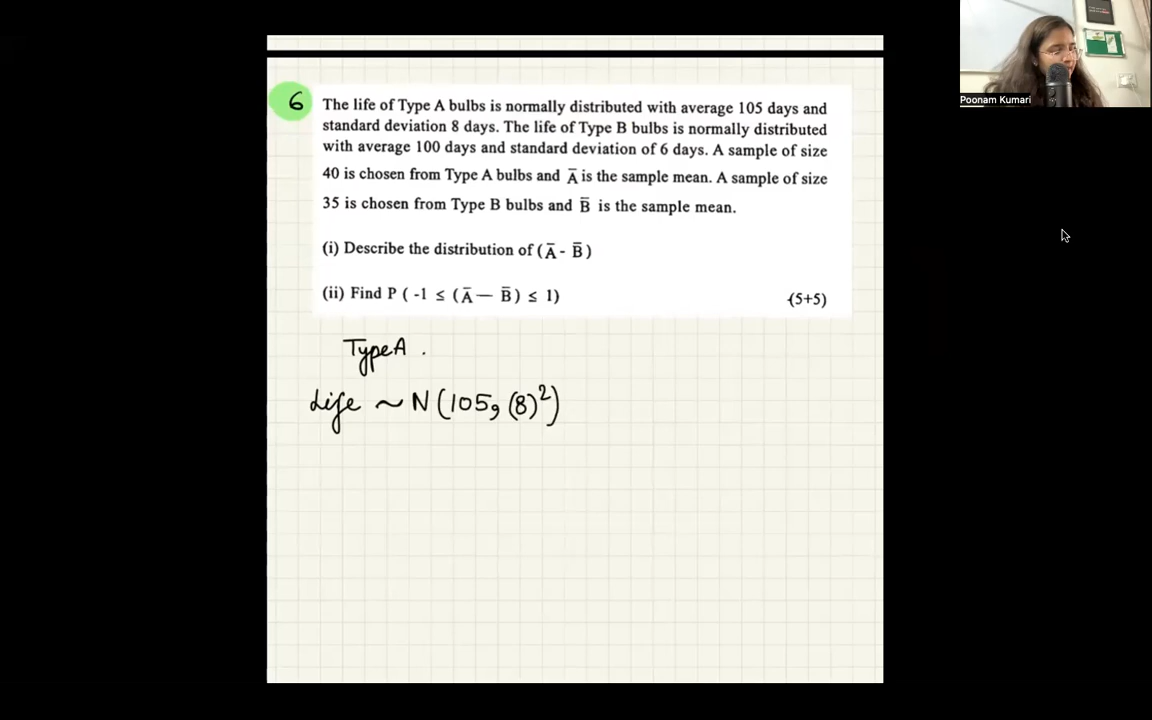 Poonam Kumari
6
The life of Type A bulbs is normally distributed with average 105 days and
standard deviation 8 days. The life of Type B bulbs is normally distributed
with average 100 days and standard deviation of 6 days. A sample of size
40 is chosen from Type A bulbs and A̅ is the sample mean. A sample of size
35 is chosen from Type B bulbs and B̅ is the sample mean.
(i) Describe the distribution of (A̅ - B̅)
(ii) Find P ( -1 ≤ (A̅ — B̅) ≤ 1) (5+5)
Type A .
Life ~ N (105, (8)²)